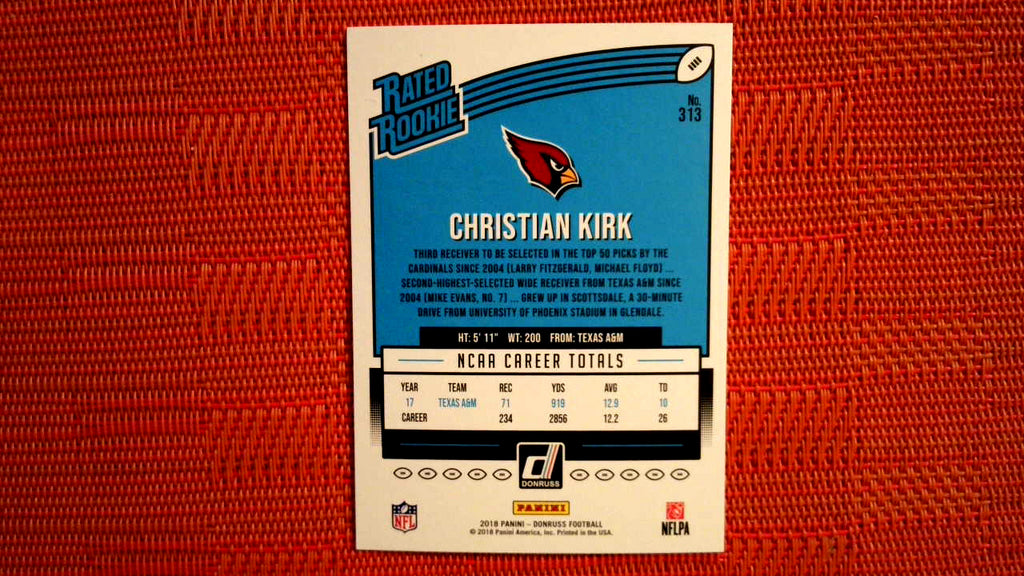 RATED
ROOKIE
No.
313
CHRISTIAN KIRK
THIRD RECEIVER TO BE SELECTED IN THE TOP 50 PICKS BY THE
CARDINALS SINCE 2004 (LARRY FITZGERALD, MICHAEL FLOYD) ...
SECOND-HIGHEST-SELECTED WIDE RECEIVER FROM TEXAS A&M SINCE
2004 (MIKE EVANS, NO. 7) ... GREW UP IN SCOTTSDALE, A 30-MINUTE
DRIVE FROM UNIVERSITY OF PHOENIX STADIUM IN GLENDALE.
HT: 5' 11" WT: 200 FROM: TEXAS A&M
NCAA CAREER TOTALS
YEAR TEAM REC YDS AVG TD
17 TEXAS A&M 71 919 12.9 10
CAREER 234 2856 12.2 26
d
DONRUSS
NFL
PANINI
NFLPA
2018 PANINI - DONRUSS FOOTBALL
© 2018 Panini America, Inc. Printed in the USA.